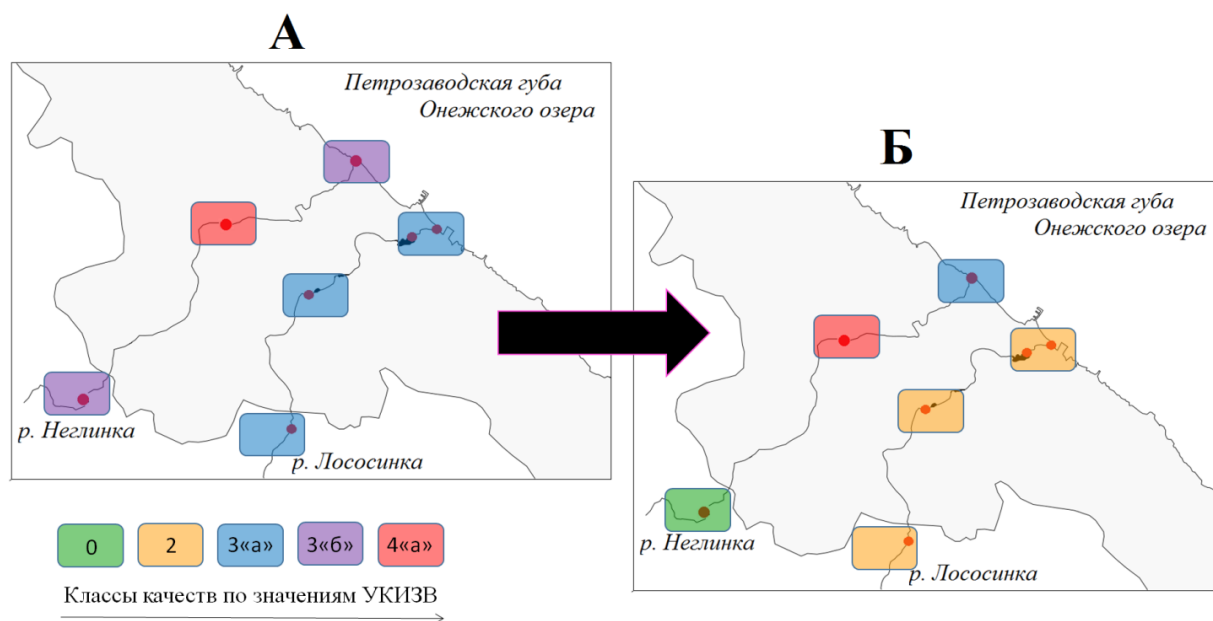 А
Петрозаводская губа
Онежского озера
р. Неглинка
р. Лососинка
Б
Петрозаводская губа
Онежского озера
р. Неглинка
р. Лососинка
0
2
3«а»
3«б»
4«а»
Классы качеств по значениям УКИЗВ